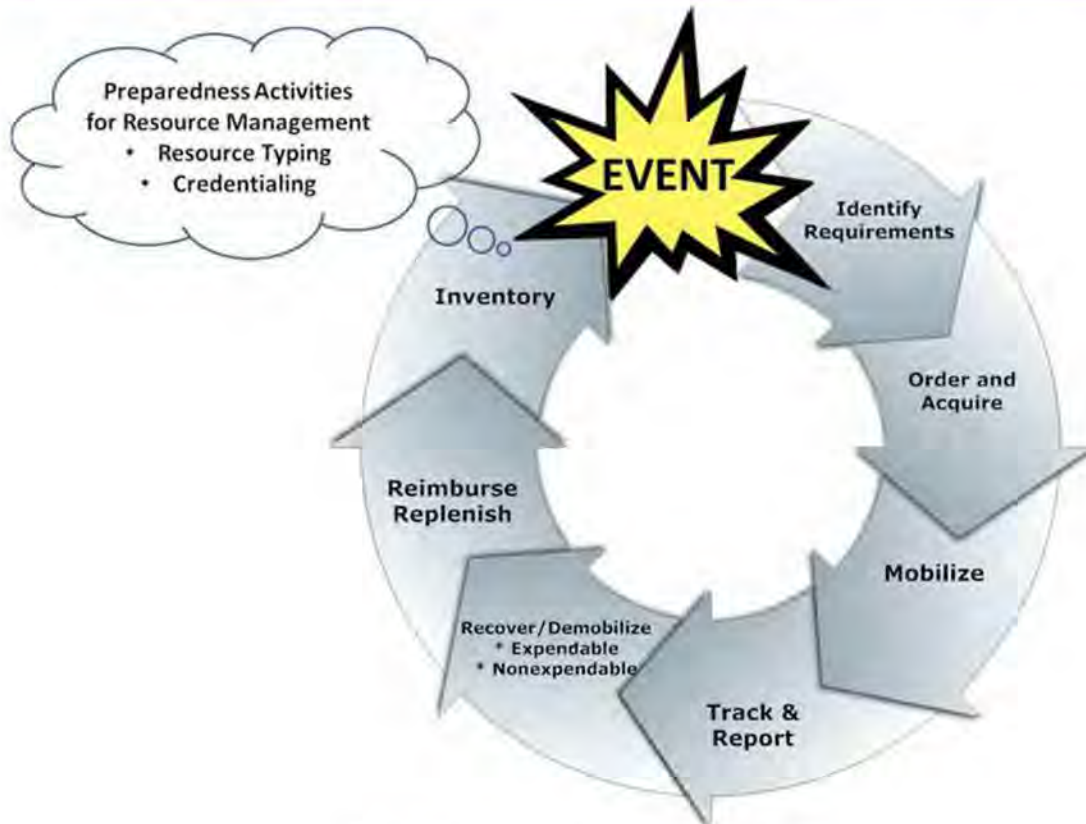 Preparedness Activities
for Resource Management
• Resource Typing
• Credentialing
EVENT
Identify
Requirements
Order and
Acquire
Mobilize
Track &
Report
Recover/Demobilize
* Expendable
* Nonexpendable
Reimburse
Replenish
Inventory